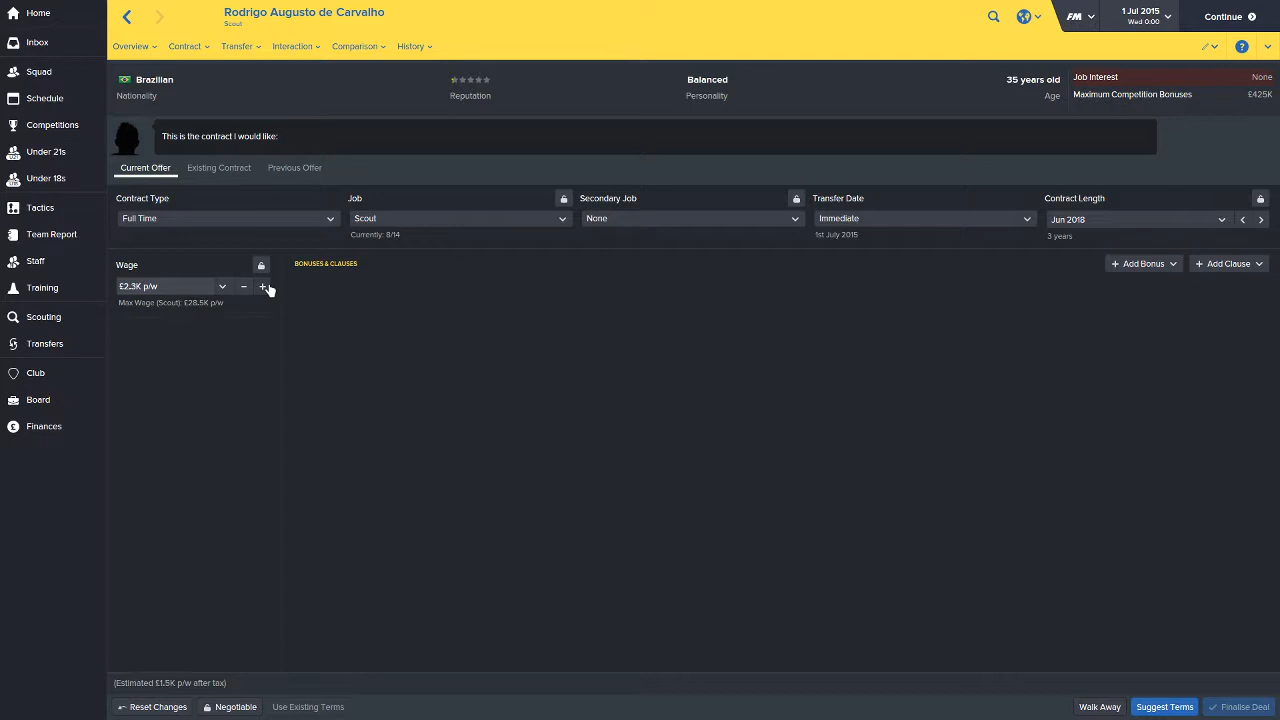 Home
Inbox
Squad
Schedule
Competitions
Under 21s
Under 18s
Tactics
Team Report
Staff
Training
Scouting
Transfers
Club
Board
Finances
Rodrigo Augusto de Carvalho
Scout
FM
1 Jul 2015
Wed 0:00
Continue
Overview
Contract
Transfer
Interaction
Comparison
History
?
Brazilian
Nationality
Reputation
Balanced
Personality
35 years old
Age
Job Interest None
Maximum Competition Bonuses £425K
This is the contract I would like:
Current Offer Existing Contract Previous Offer
Contract Type Job Secondary Job Transfer Date Contract Length
Full Time Scout None Immediate Jun 2018
Currently: 8/14 1st July 2015 3 years
Wage
BONUSES & CLAUSES
+ Add Bonus + Add Clause
£2.3K p/w
Max Wage (Scout): £28.5K p/w
(Estimated £1.5K p/w after tax)
Reset Changes Negotiable Use Existing Terms Walk Away Suggest Terms Finalise Deal